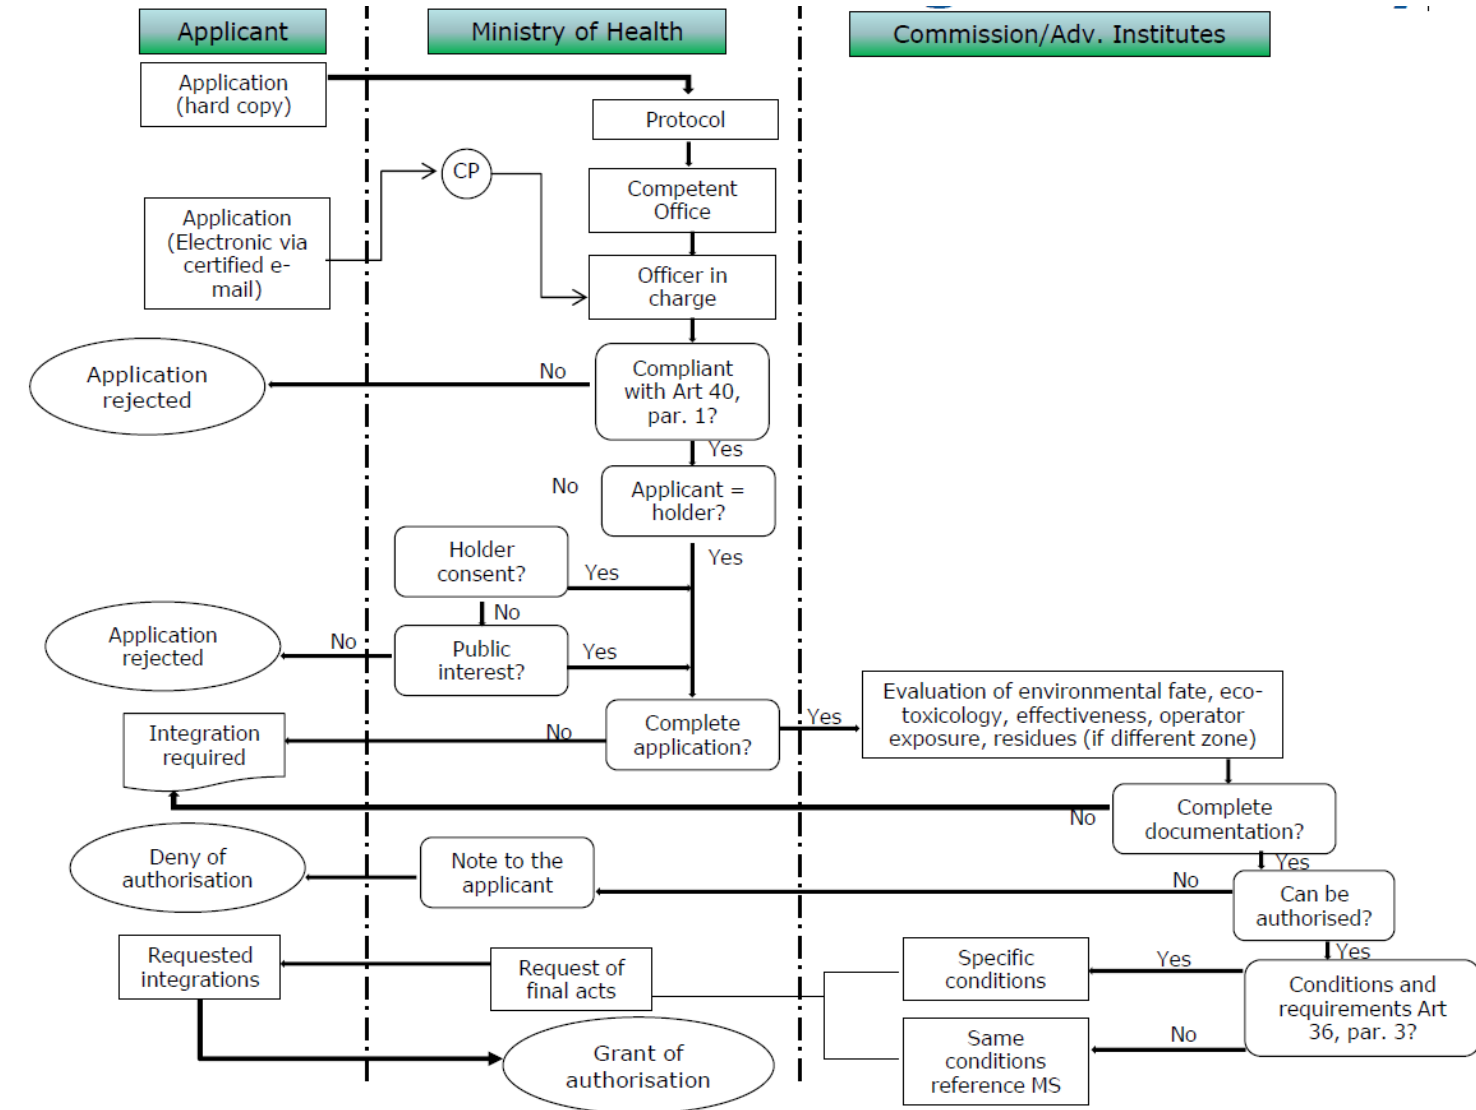 Applicant
Ministry of Health
Commission/Adv. Institutes
Application
(hard copy)
Protocol
CP
Competent
Office
Application
(Electronic via
certified e-
mail)
Officer in
charge
Application
rejected
No
Compliant
with Art 40,
par. 1?
Yes
No
Applicant =
holder?
Yes
Holder
consent?
Yes
No
Application
rejected
No
Public
interest?
Yes
Integration
required
No
Complete
application?
Yes
Evaluation of environmental fate, eco-
toxicology, effectiveness, operator
exposure, residues (if different zone)
No
Complete
documentation?
Yes
Deny of
authorisation
Note to the
applicant
No
Can be
authorised?
Yes
Requested
integrations
Request of
final acts
Specific
conditions
Yes
Conditions and
requirements Art
36, par. 3?
No
Same
conditions
reference MS
Grant of
authorisation